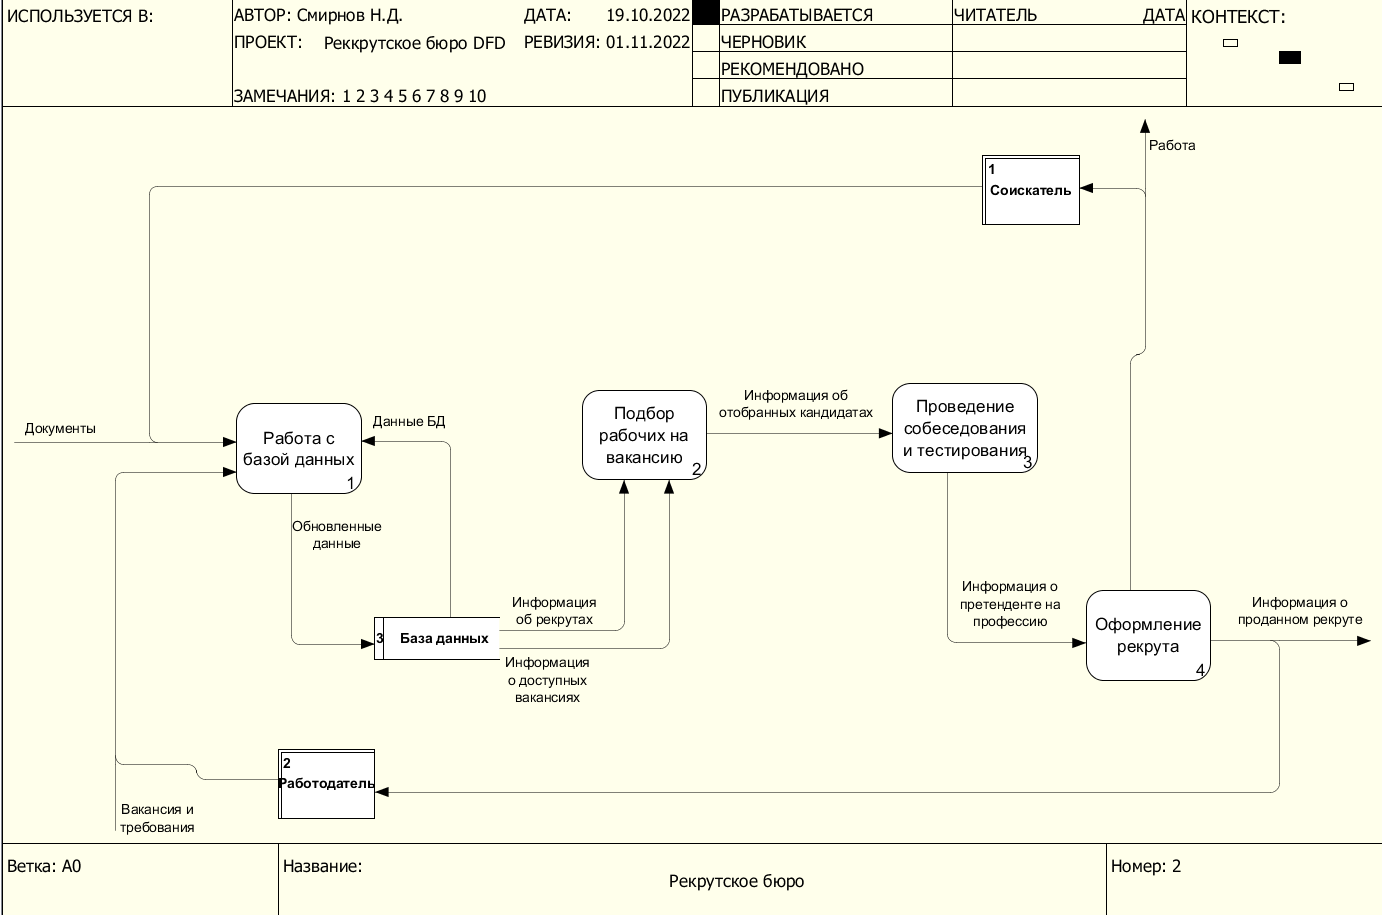 ИСПОЛЬЗУЕТСЯ В:
АВТОР: Смирнов Н.Д.
ДАТА: 19.10.2022
РАЗРАБАТЫВАЕТСЯ
ЧИТАТЕЛЬ
ДАТА
КОНТЕКСТ:
ПРОЕКТ: Реккрутское бюро DFD
РЕВИЗИЯ: 01.11.2022
ЧЕРНОВИК
РЕКОМЕНДОВАНО
ЗАМЕЧАНИЯ: 1 2 3 4 5 6 7 8 9 10
ПУБЛИКАЦИЯ
Работа
1
Соискатель
Документы
Работа с
базой данных
1
Данные БД
Подбор
рабочих на
вакансию
2
Информация об
отобранных кандидатах
Проведение
собеседования
и тестирования
3
Обновленные
данные
Информация
об рекрутах
3
База данных
Информация
о доступных
вакансиях
Информация о
претенденте на
профессию
Оформление
рекрута
4
Информация о
проданном рекруте
2
Работодатель
Вакансия и
требования
Ветка: A0
Название:
Рекрутское бюро
Номер: 2